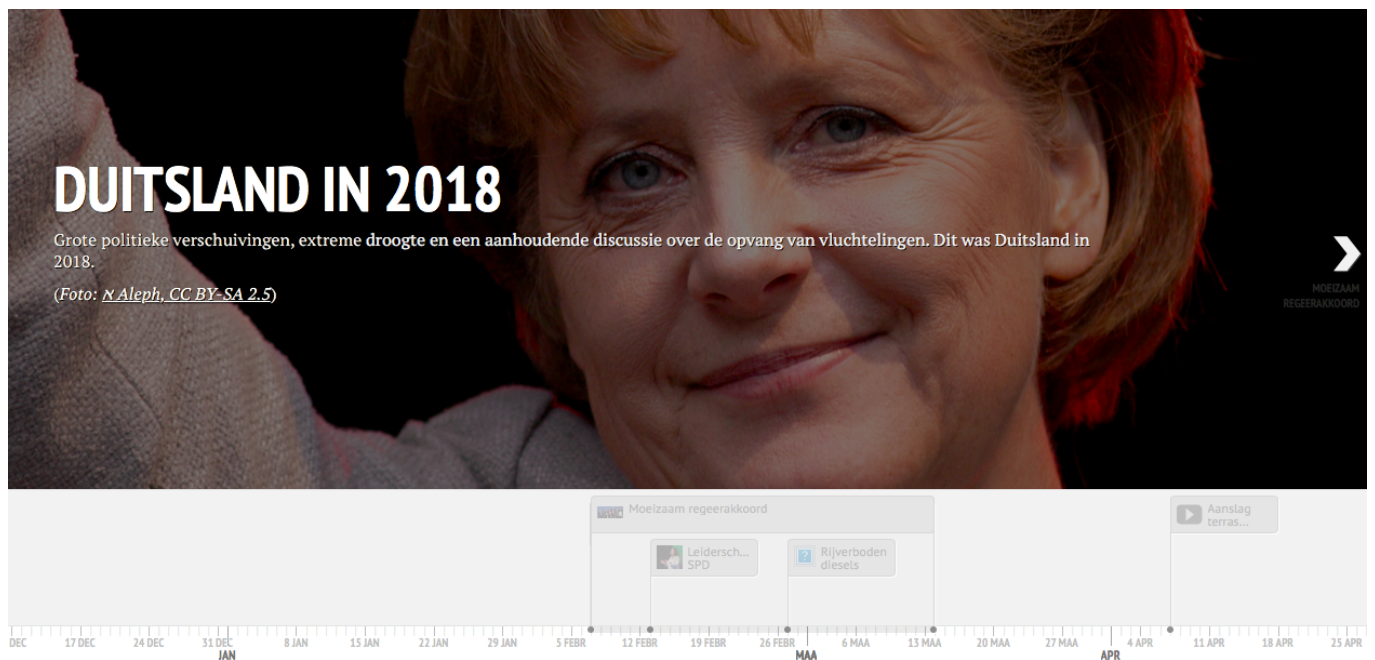 DUITSLAND IN 2018
Grote politieke verschuivingen, extreme droogte en een aanhoudende discussie over de opvang van vluchtelingen. Dit was Duitsland in
2018.
(Foto: א Aleph, CC BY-SA 2.5)
MOEIZAAM
REGEERAKKOORD
Moeizaam regeerakkoord
Aanslag
terras...
Leidersch...
SPD
Rijverboden
diesels
DEC 17 DEC 24 DEC 31 DEC 8 JAN 15 JAN 22 JAN 29 JAN 5 FEBR 12 FEBR 19 FEBR 26 FEBR 6 MAA 13 MAA 20 MAA 27 MAA 4 APR 11 APR 18 APR 25 APR
JAN MAA APR